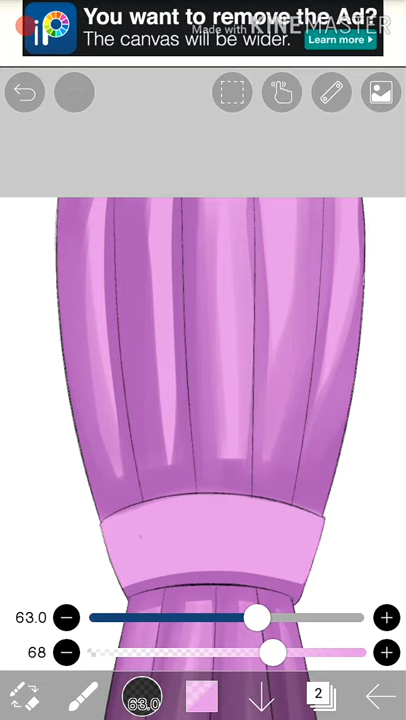 You want to remove the Ad?
The canvas will be wider.
Learn more
Made with KINEMASTER
63.0
68
63.0
2